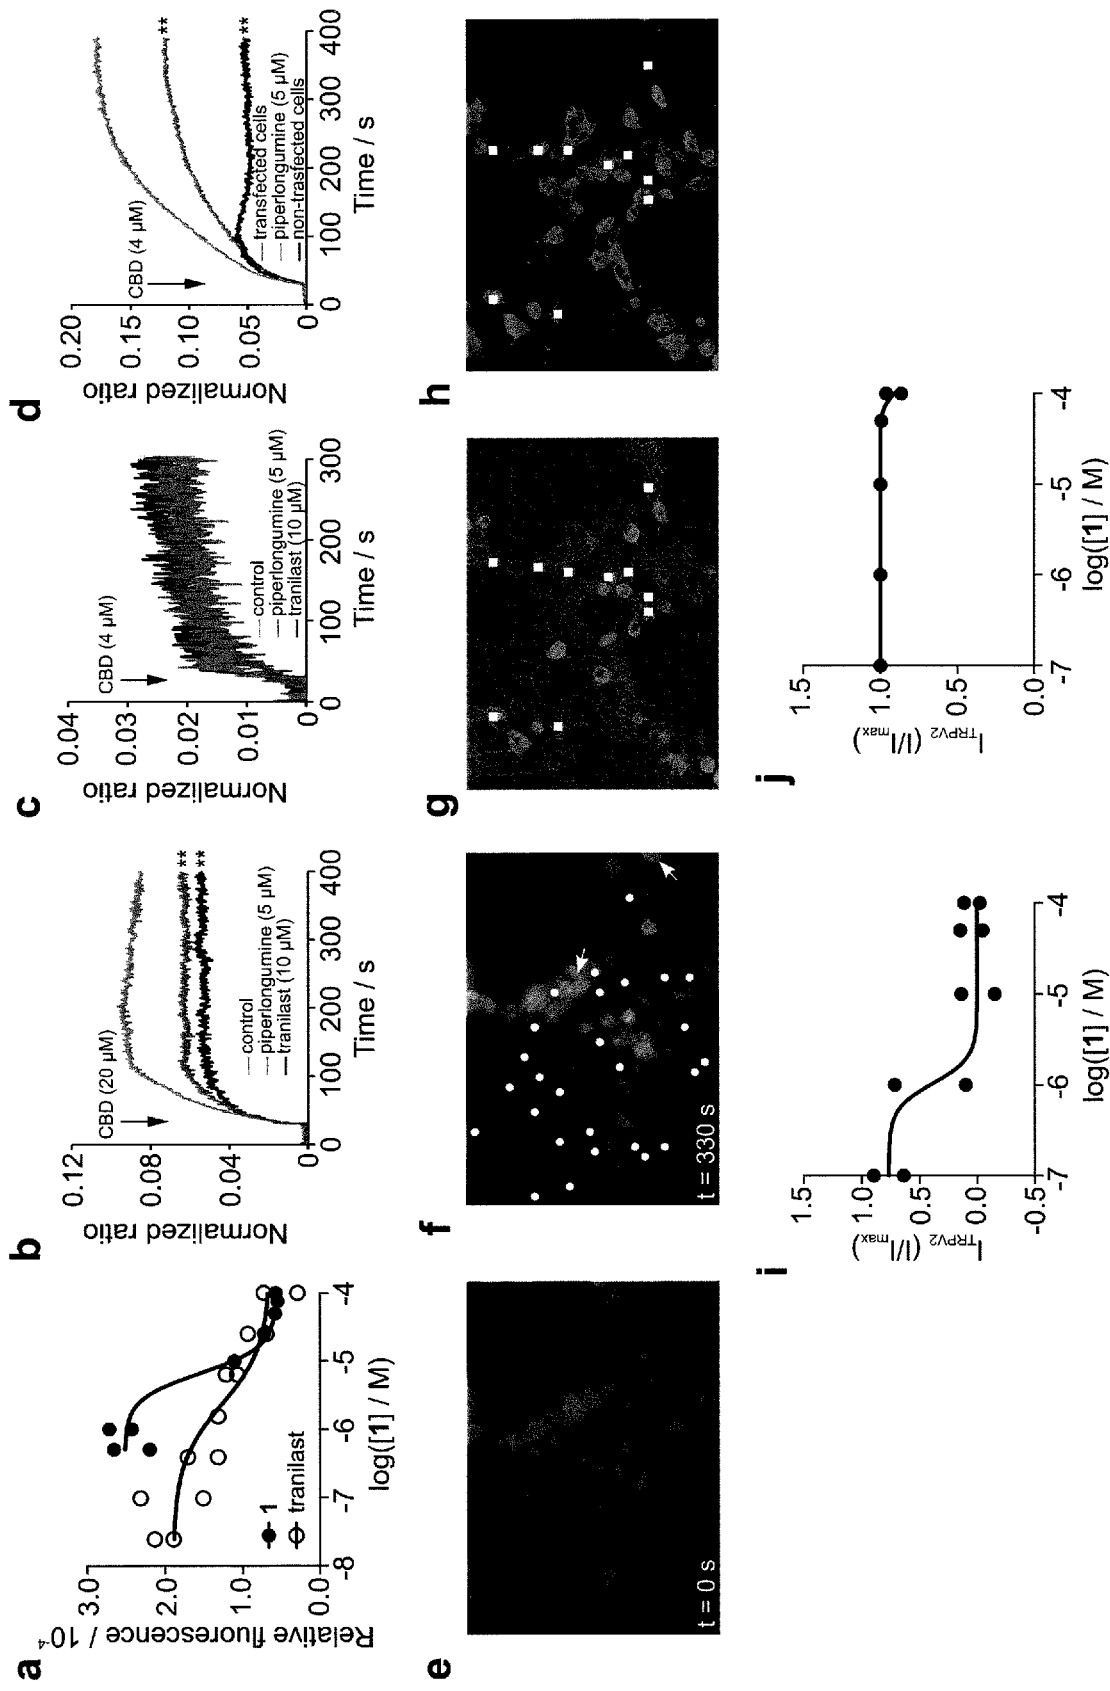 a
Relative fluorescence / 10-4
3.0
2.0
1.0
0.0
-8
-7
-6
-5
-4
log([1] / M)
1
tranilast
b
Normalized ratio
0.12
0.08
0.04
0
CBD (20 µM)
control
piperlongumine (5 µM)
tranilast (10 µM)
**
**
0
100
200
300
400
Time / s
c
Normalized ratio
0.04
0.03
0.02
0.01
0
CBD (4 µM)
control
piperlongumine (5 µM)
tranilast (10 µM)
0
100
200
300
Time / s
d
Normalized ratio
0.20
0.15
0.10
0.05
0
CBD (4 µM)
**
**
transfected cells
piperlongumine (5 µM)
non-trasfected cells
0
100
200
300
400
Time / s
e
t = 0 s
f
t = 330 s
g
h
i
ITRPV2 (I/Imax)
1.5
1.0
0.5
0.0
-0.5
-7
-6
-5
-4
log([1] / M)
j
ITRPV2 (I/Imax)
1.5
1.0
0.5
0.0
-7
-6
-5
-4
log([1] / M)